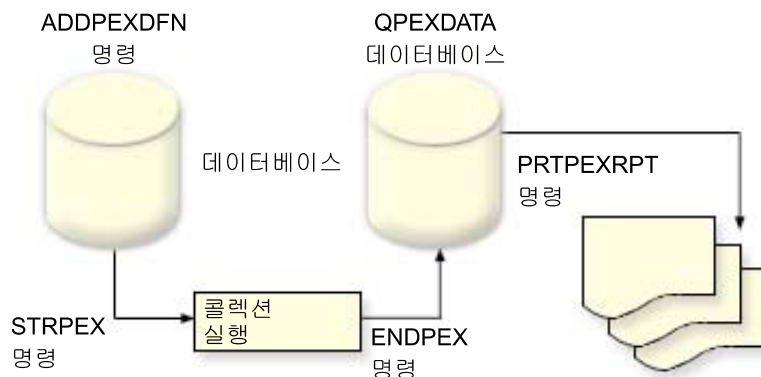 ADDPEXDFN
명령
QPEXDATA
데이터베이스
데이터베이스
PRTPEXRPT
명령
STRPEX
명령
콜렉션
실행
ENDPEX
명령